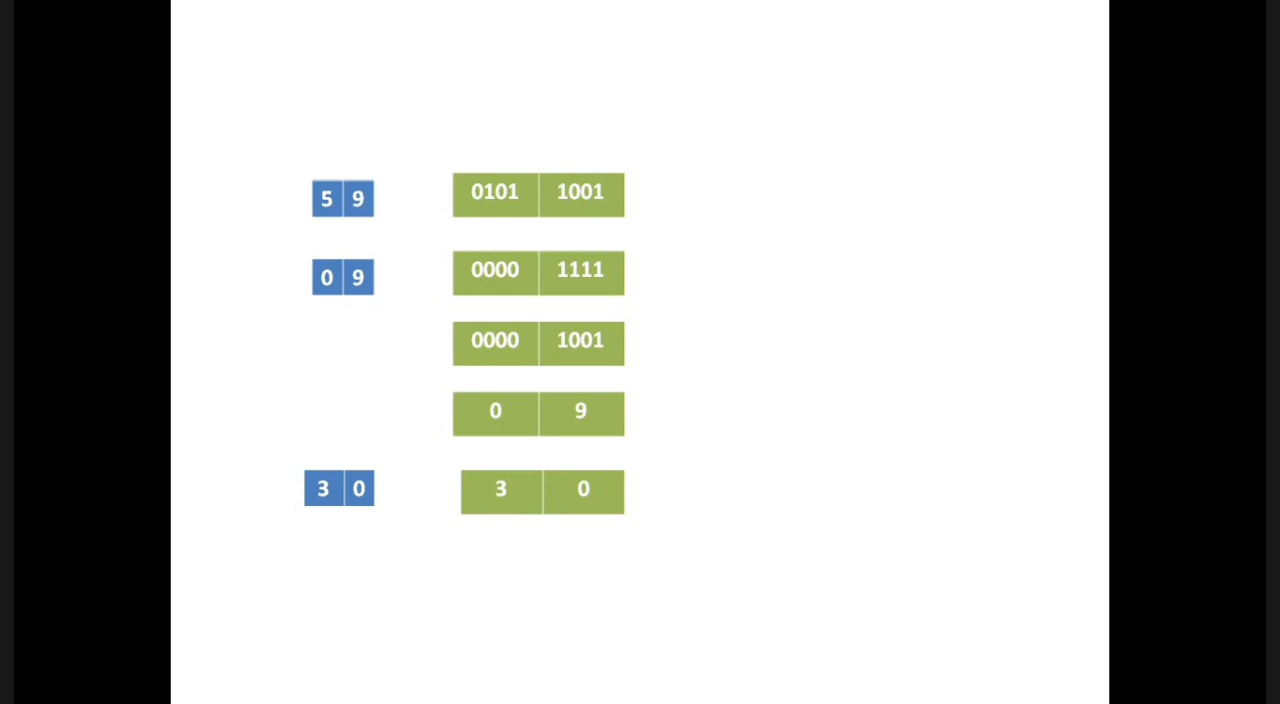 5 9 0101 1001
0 9 0000 1111
0000 1001
0 9
3 0 3 0